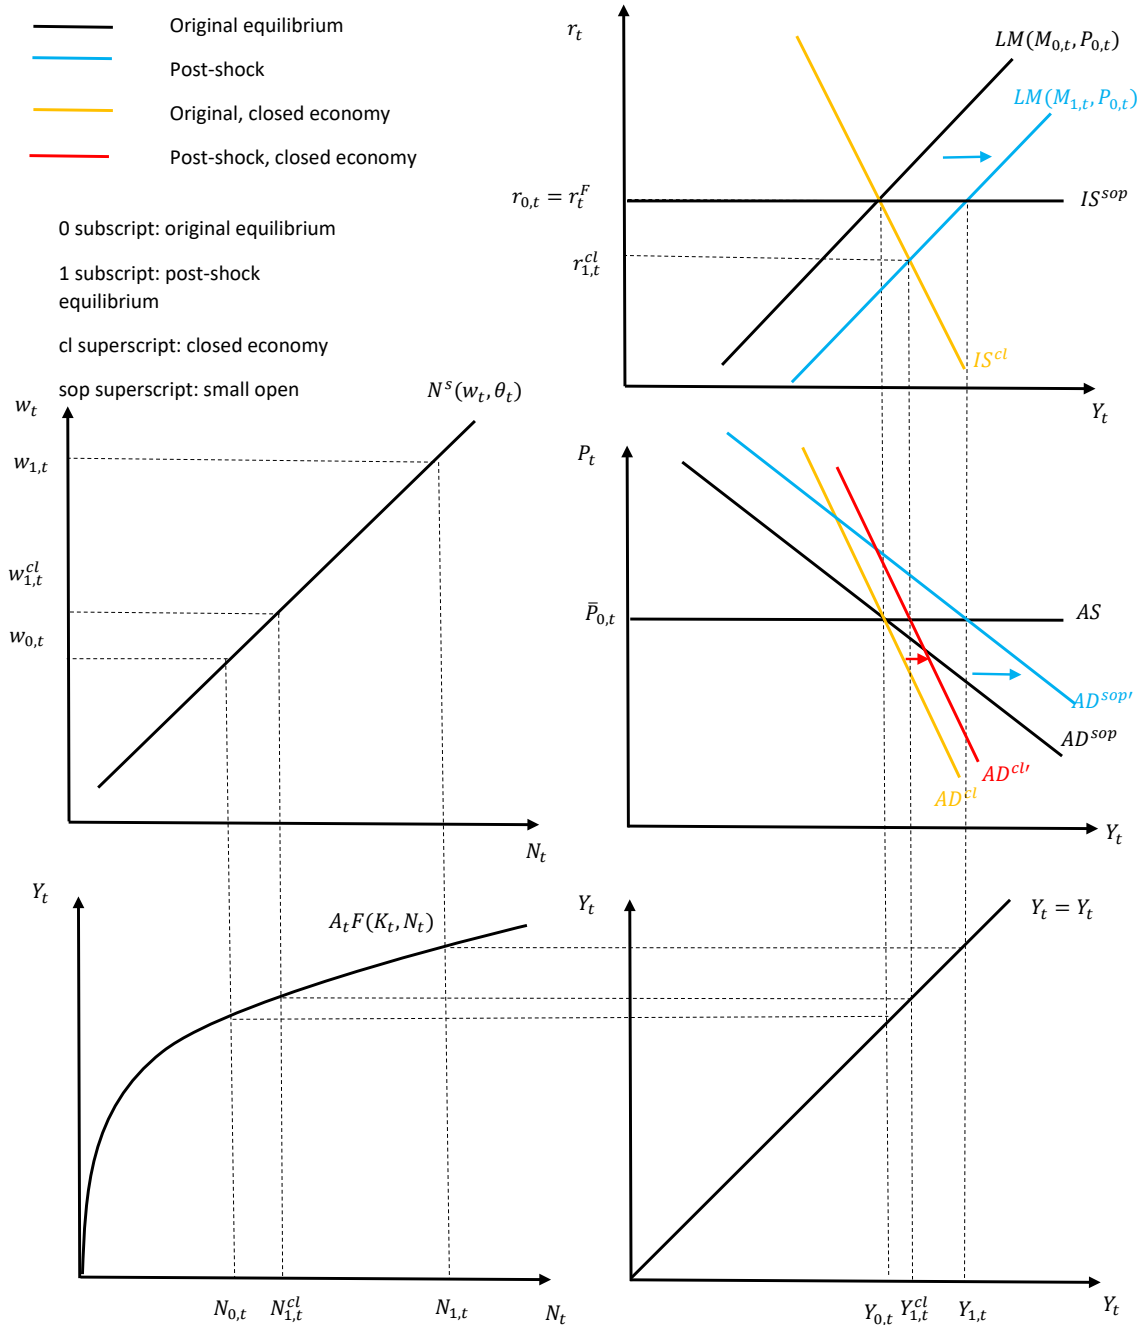 Original equilibrium
Post-shock
Original, closed economy
Post-shock, closed economy
0 subscript: original equilibrium
1 subscript: post-shock
equilibrium
cl superscript: closed economy
sop superscript: small open
r_t
LM(M_{0,t}, P_{0,t})
LM(M_{1,t}, P_{0,t})
r_{0,t} = r_t^F
IS^{sop}
r_{1,t}^{cl}
IS^{cl}
Y_t
w_t
N^s(w_t, θ_t)
w_{1,t}
w_{1,t}^{cl}
w_{0,t}
N_t
P_t
P̄_{0,t}
AS
AD^{sop′}
AD^{sop}
AD^{cl′}
AD^{cl}
Y_t
Y_t
A_tF(K_t, N_t)
N_{0,t}
N_{1,t}^{cl}
N_{1,t}
N_t
Y_t
Y_t = Y_t
Y_{0,t}
Y_{1,t}^{cl}
Y_{1,t}
Y_t